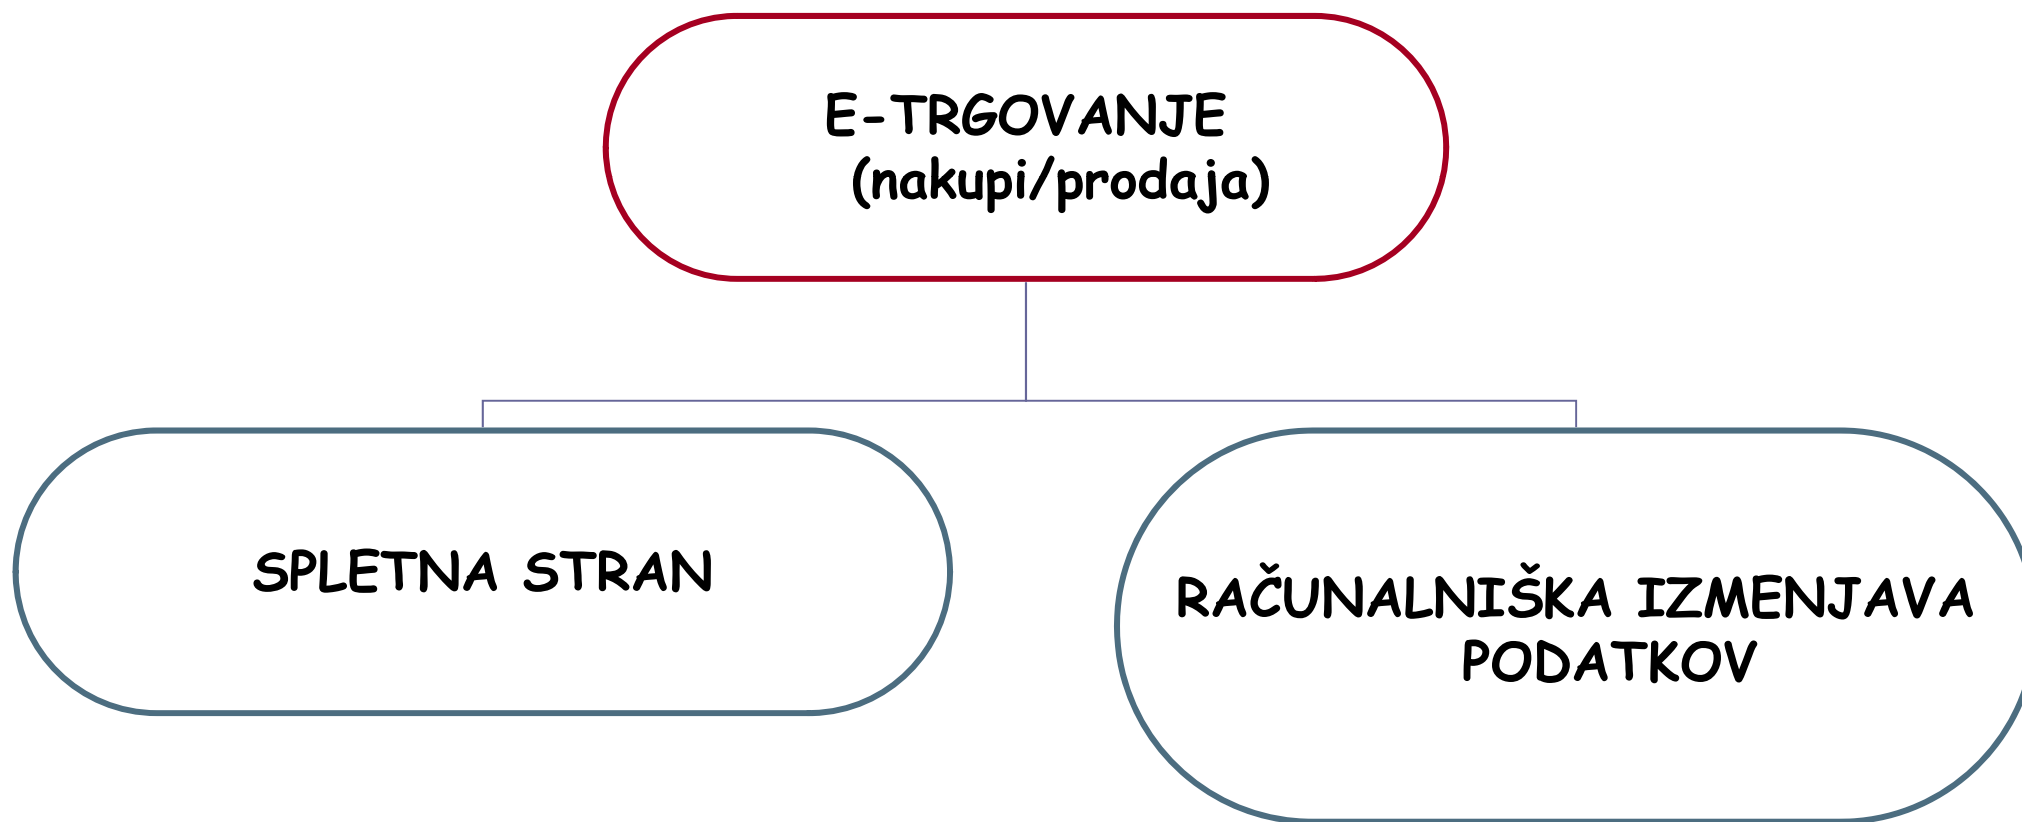 E-TRGOVANJE
(nakupi/prodaja)
SPLETNA STRAN
RAČUNALNIŠKA IZMENJAVA
PODATKOV